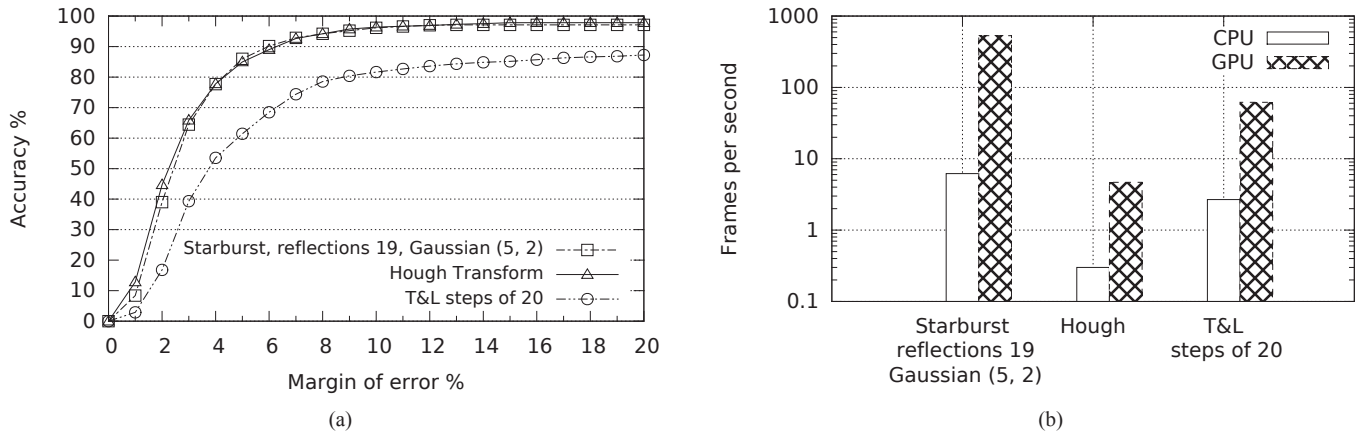 Accuracy %
100
90
80
70
60
50
40
30
20
10
0
Starburst, reflections 19, Gaussian (5, 2)
Hough Transform
T&L steps of 20
0 2 4 6 8 10 12 14 16 18 20
Margin of error %
(a)
Frames per second
1000
100
10
1
0.1
CPU
GPU
Starburst
reflections 19
Gaussian (5, 2)
Hough
T&L
steps of 20
(b)